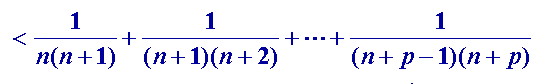 < 1/n(n+1) + 1/(n+1)(n+2) + ··· + 1/(n+p−1)(n+p)